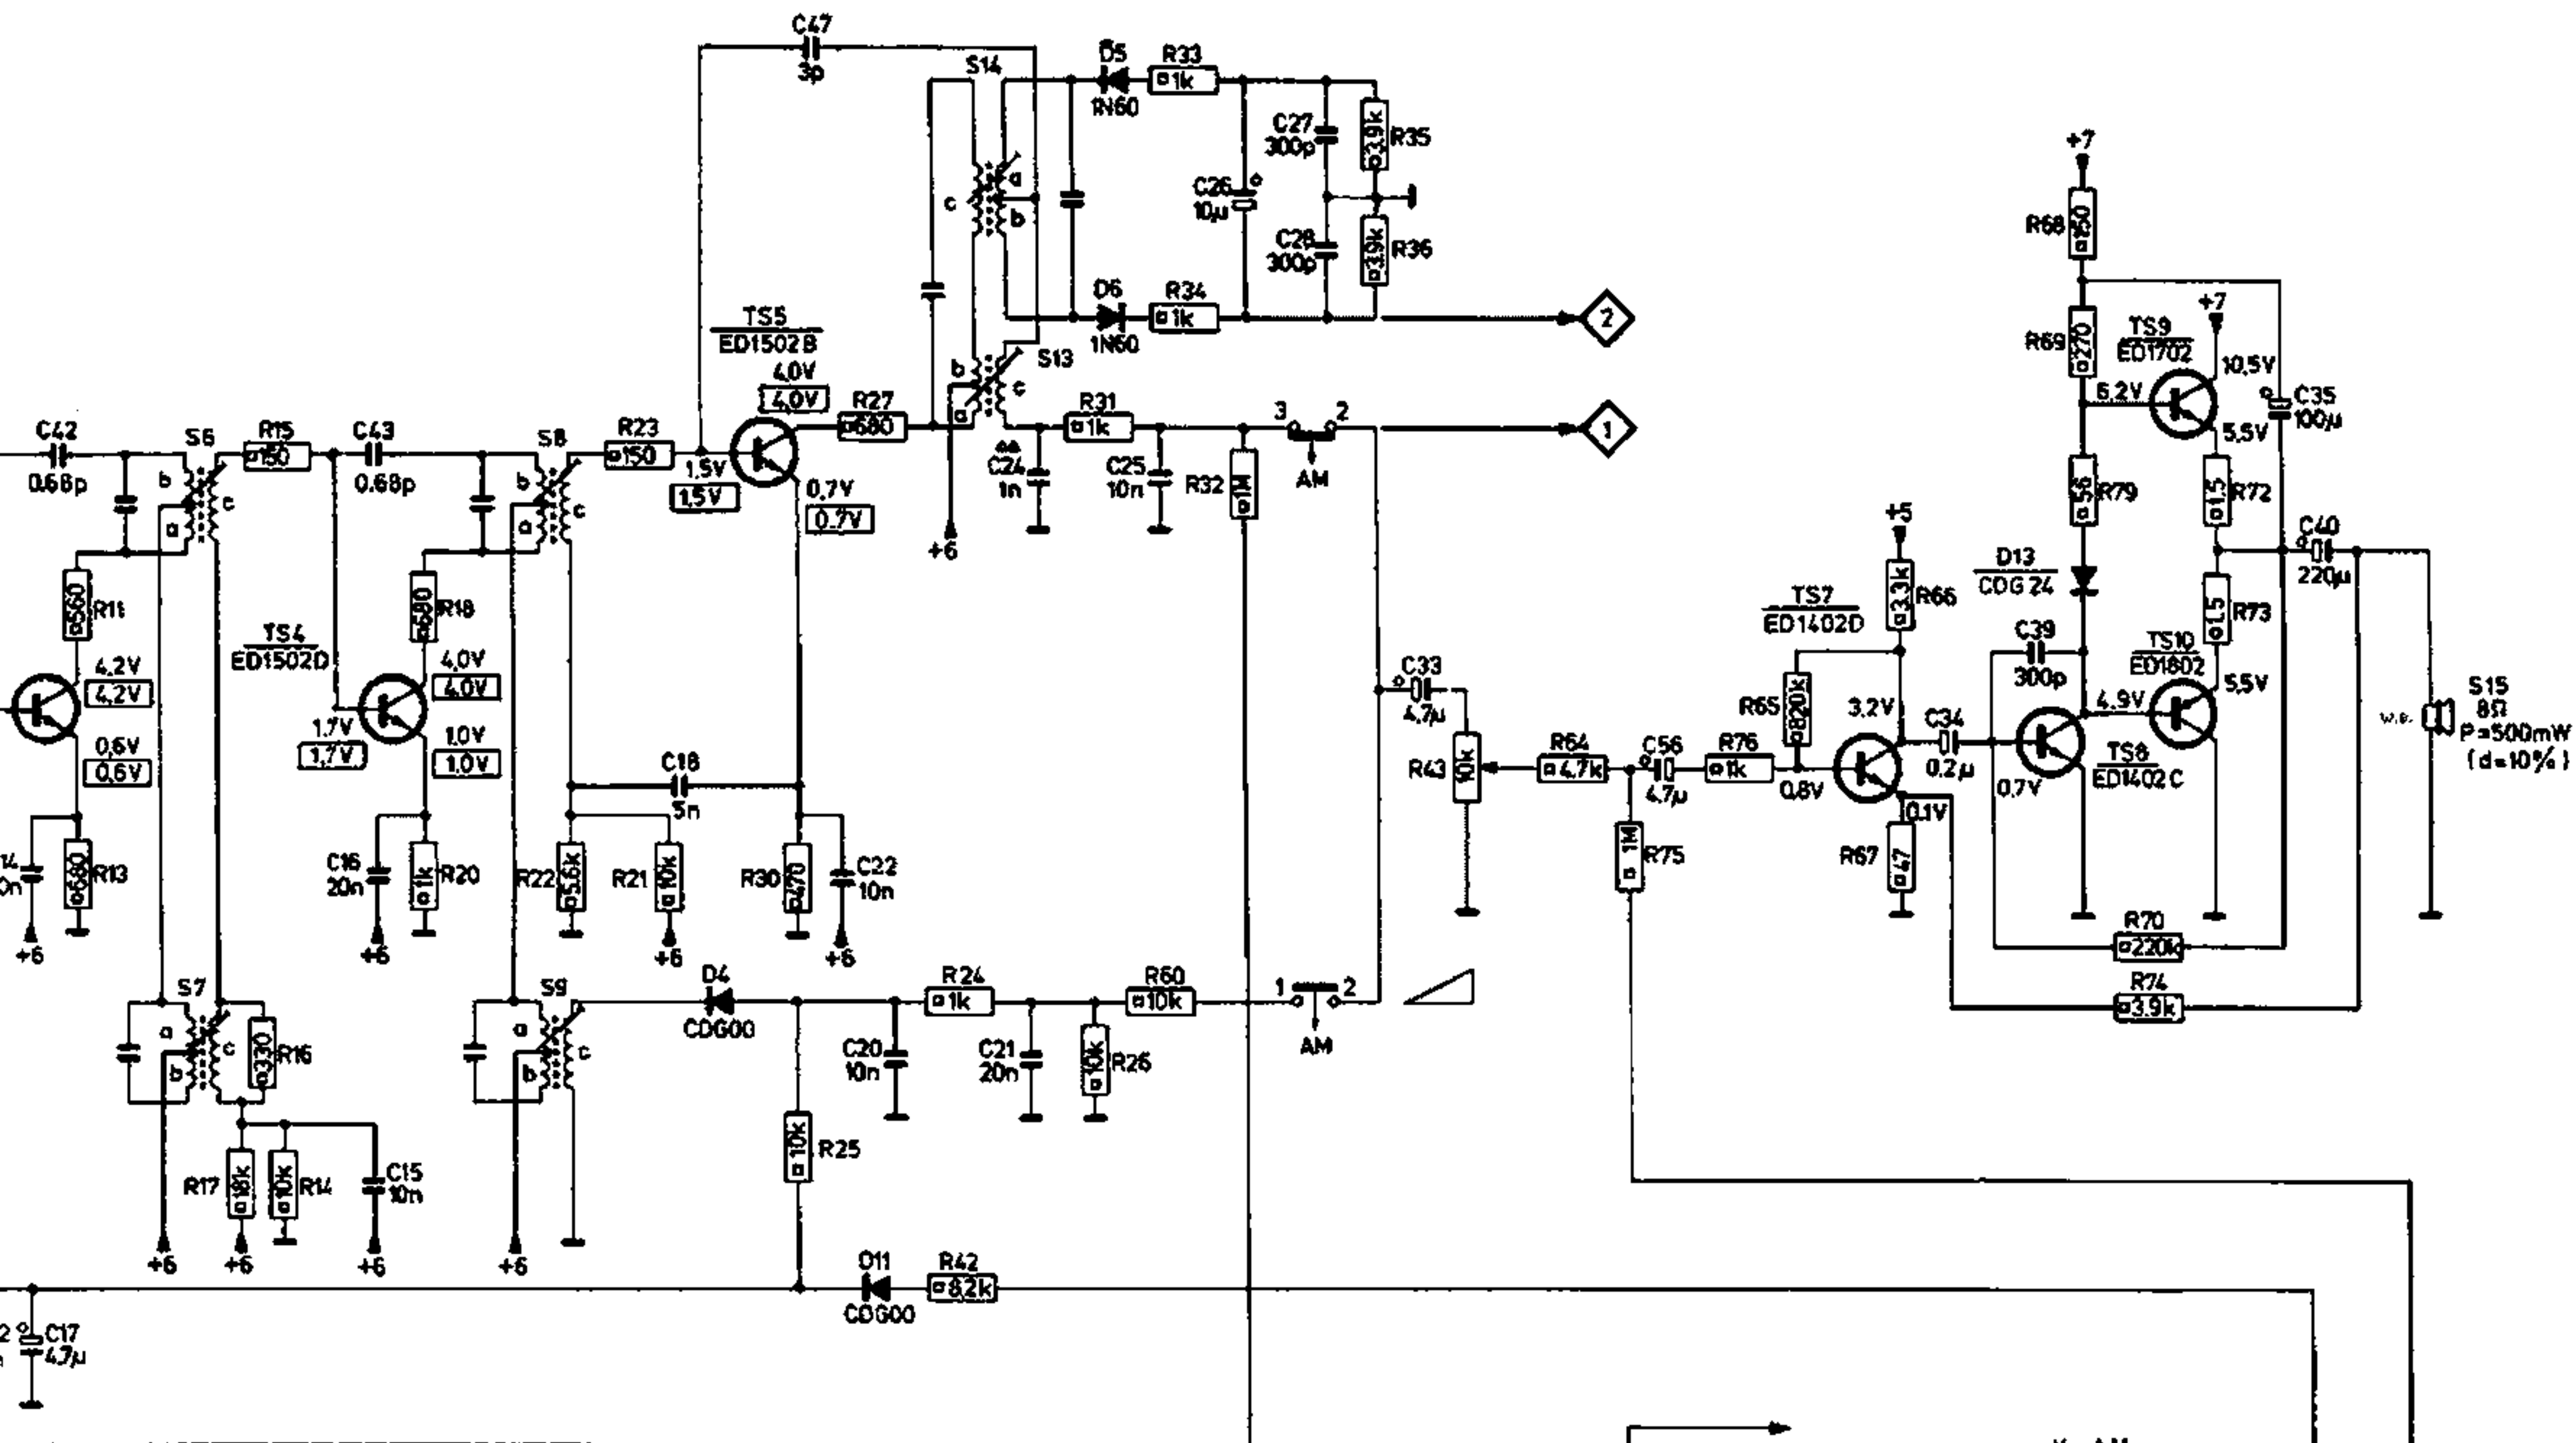 C47
3p
S14
D5
1N60
R33
1k
C27
300p
3.9k
R35
C26
10µ
a
c
b
C28
300p
3.9k
R36
D6
1N60
R34
1k
2
+7
R68
150
R69
270
+7
TS9
ED1702
10,5V
6.2V
5,5V
C35
100µ
TS5
ED1502B
4,0V
4,0V
R27
680
b
S13
c
a
R31
1k
3
2
AM
1
C42
0.68p
S6
R15
150
C43
0.68p
S8
R23
150
1,5V
1,5V
0,7V
0.7V
+6
C24
1n
C25
10n
R32
1M
b
a
c
b
a
c
56
R79
1.5
R72
C40
220µ
+5
3.3k
R66
D13
CDG 24
1.5
R73
560
R11
TS4
ED1502D
680
R18
TS7
ED1402D
C39
300p
TS10
ED1802
4,2V
4,2V
4,0V
4,0V
1.7V
1,7V
1,0V
1,0V
0,6V
0,6V
C33
4,7µ
R65
820k
3.2V
C34
0.2µ
4.9V
5,5V
S15
8Ω
P=500mW
(d=10%)
R43
10k
R64
4.7k
C56
4.7µ
R76
1k
0,8V
0.7V
TS8
ED1402C
0.1V
C18
5n
1M
R75
R67
47
680
R13
C16
20n
1k
R20
R22
5.6k
R21
10k
R30
470
C22
10n
+6
+6
+6
+6
R70
220k
R74
3.9k
S7
S9
D4
CDG00
R24
1k
R60
10k
1
2
AM
a
c
b
330
R16
a
c
b
C20
10n
C21
20n
10k
R26
10k
R25
R17
18k
10k
R14
C15
10n
+6
+6
+6
+6
D11
CDG00
R42
8,2k
C17
4.7µ